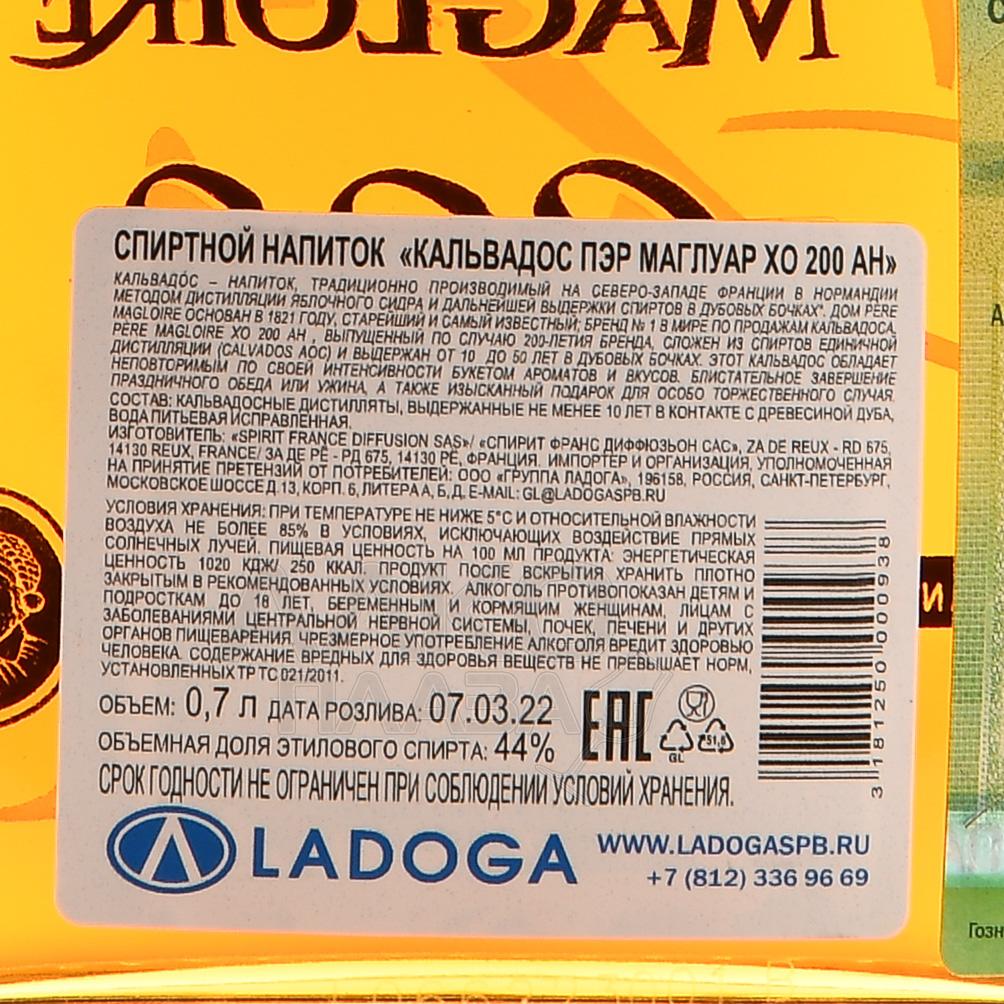 MAGLOIRE
СПИРТНОЙ НАПИТОК «КАЛЬВАДОС ПЭР МАГЛУАР ХО 200 АН»
КАЛЬВАДÓС – НАПИТОК, ТРАДИЦИОННО ПРОИЗВОДИМЫЙ НА СЕВЕРО-ЗАПАДЕ ФРАНЦИИ В НОРМАНДИИ
МЕТОДОМ ДИСТИЛЛЯЦИИ ЯБЛОЧНОГО СИДРА И ДАЛЬНЕЙШЕЙ ВЫДЕРЖКИ СПИРТОВ В ДУБОВЫХ БОЧКАХ". ДОМ PÈRE
MAGLOIRE ОСНОВАН В 1821 ГОДУ, СТАРЕЙШИЙ И САМЫЙ ИЗВЕСТНЫЙ; БРЕНД № 1 В МИРЕ ПО ПРОДАЖАМ КАЛЬВАДОСА.
PÈRE MAGLOIRE XO 200 AH , ВЫПУЩЕННЫЙ ПО СЛУЧАЮ 200-ЛЕТИЯ БРЕНДА, СЛОЖЕН ИЗ СПИРТОВ ЕДИНИЧНОЙ
ДИСТИЛЛЯЦИИ (CALVADOS AOC) И ВЫДЕРЖАН ОТ 10 ДО 50 ЛЕТ В ДУБОВЫХ БОЧКАХ. ЭТОТ КАЛЬВАДОС ОБЛАДАЕТ
НЕПОВТОРИМЫМ ПО СВОЕЙ ИНТЕНСИВНОСТИ БУКЕТОМ АРОМАТОВ И ВКУСОВ. БЛИСТАТЕЛЬНОЕ ЗАВЕРШЕНИЕ
ПРАЗДНИЧНОГО ОБЕДА ИЛИ УЖИНА, А ТАКЖЕ ИЗЫСКАННЫЙ ПОДАРОК ДЛЯ ОСОБО ТОРЖЕСТВЕННОГО СЛУЧАЯ.
СОСТАВ: КАЛЬВАДОСНЫЕ ДИСТИЛЛЯТЫ, ВЫДЕРЖАННЫЕ НЕ МЕНЕЕ 10 ЛЕТ В КОНТАКТЕ С ДРЕВЕСИНОЙ ДУБА,
ВОДА ПИТЬЕВАЯ ИСПРАВЛЕННАЯ.
ИЗГОТОВИТЕЛЬ: «SPIRIT FRANCE DIFFUSION SAS»/ «СПИРИТ ФРАНС ДИФФЮЗЬОН САС», ZA DE REUX - RD 675,
14130 REUX, FRANCE/ ЗА ДЕ РЁ - РД 675, 14130 РЁ, ФРАНЦИЯ. ИМПОРТЕР И ОРГАНИЗАЦИЯ, УПОЛНОМОЧЕННАЯ
НА ПРИНЯТИЕ ПРЕТЕНЗИЙ ОТ ПОТРЕБИТЕЛЕЙ: ООО «ГРУППА ЛАДОГА», 196158, РОССИЯ, САНКТ-ПЕТЕРБУРГ,
МОСКОВСКОЕ ШОССЕ Д.13, КОРП. 6, ЛИТЕРА А, Б, Д. E-MAIL: GL@LADOGASPB.RU
УСЛОВИЯ ХРАНЕНИЯ: ПРИ ТЕМПЕРАТУРЕ НЕ НИЖЕ 5°С И ОТНОСИТЕЛЬНОЙ ВЛАЖНОСТИ
ВОЗДУХА НЕ БОЛЕЕ 85% В УСЛОВИЯХ, ИСКЛЮЧАЮЩИХ ВОЗДЕЙСТВИЕ ПРЯМЫХ
СОЛНЕЧНЫХ ЛУЧЕЙ. ПИЩЕВАЯ ЦЕННОСТЬ НА 100 МЛ ПРОДУКТА: ЭНЕРГЕТИЧЕСКАЯ
ЦЕННОСТЬ 1020 КДЖ/ 250 ККАЛ. ПРОДУКТ ПОСЛЕ ВСКРЫТИЯ ХРАНИТЬ ПЛОТНО
ЗАКРЫТЫМ В РЕКОМЕНДОВАННЫХ УСЛОВИЯХ. АЛКОГОЛЬ ПРОТИВОПОКАЗАН ДЕТЯМ И
ПОДРОСТКАМ ДО 18 ЛЕТ, БЕРЕМЕННЫМ И КОРМЯЩИМ ЖЕНЩИНАМ, ЛИЦАМ С
ЗАБОЛЕВАНИЯМИ ЦЕНТРАЛЬНОЙ НЕРВНОЙ СИСТЕМЫ, ПОЧЕК, ПЕЧЕНИ И ДРУГИХ
ОРГАНОВ ПИЩЕВАРЕНИЯ. ЧРЕЗМЕРНОЕ УПОТРЕБЛЕНИЕ АЛКОГОЛЯ ВРЕДИТ ЗДОРОВЬЮ
ЧЕЛОВЕКА. СОДЕРЖАНИЕ ВРЕДНЫХ ДЛЯ ЗДОРОВЬЯ ВЕЩЕСТВ НЕ ПРЕВЫШАЕТ НОРМ,
УСТАНОВЛЕННЫХ ТР ТС 021/2011.
3181250000938
ОБЪЕМ: 0,7 Л ДАТА РОЗЛИВА: 07.03.22
ОБЪЕМНАЯ ДОЛЯ ЭТИЛОВОГО СПИРТА: 44%
EAC
GL
51,6
СРОК ГОДНОСТИ НЕ ОГРАНИЧЕН ПРИ СОБЛЮДЕНИИ УСЛОВИЙ ХРАНЕНИЯ.
LADOGA
WWW.LADOGASPB.RU
+7 (812) 336 96 69